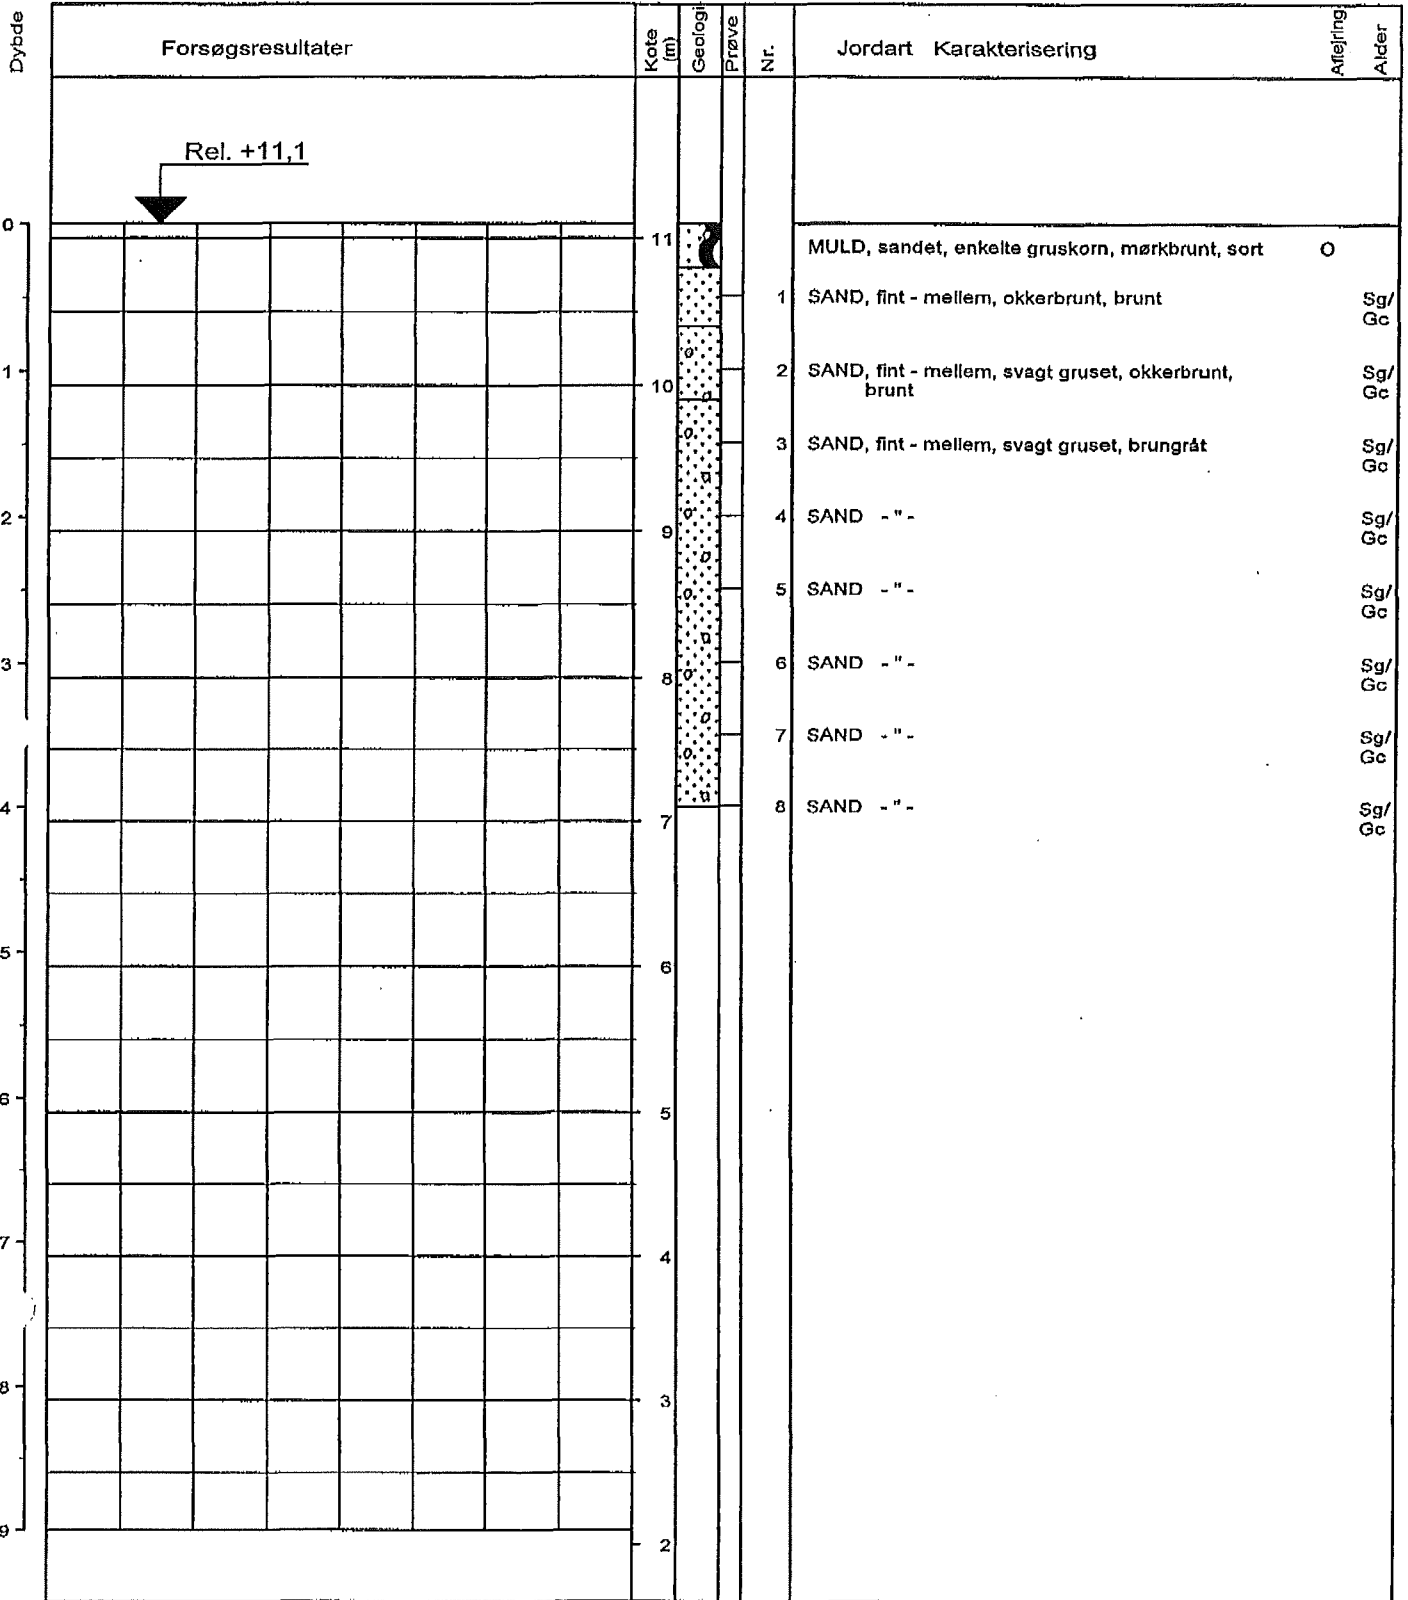 Dybde
Forsøgsresultater
Kote (m)
Geologi
Prøve
Nr.
Jordart Karakterisering
Aflejring
Alder
Rel. +11,1
0
11
MULD, sandet, enkelte gruskorn, mørkbrunt, sort O
1 SAND, fint - mellem, okkerbrunt, brunt Sg/
Gc
1
10
2 SAND, fint - mellem, svagt gruset, okkerbrunt, Sg/
brunt Gc
3 SAND, fint - mellem, svagt gruset, brungråt Sg/
Gc
2
9
4 SAND - " - Sg/
Gc
5 SAND - " - Sg/
Gc
3
8
6 SAND - " - Sg/
Gc
7 SAND - " - Sg/
Gc
4
7
8 SAND - " - Sg/
Gc
5
6
6
5
7
4
8
3
9
2